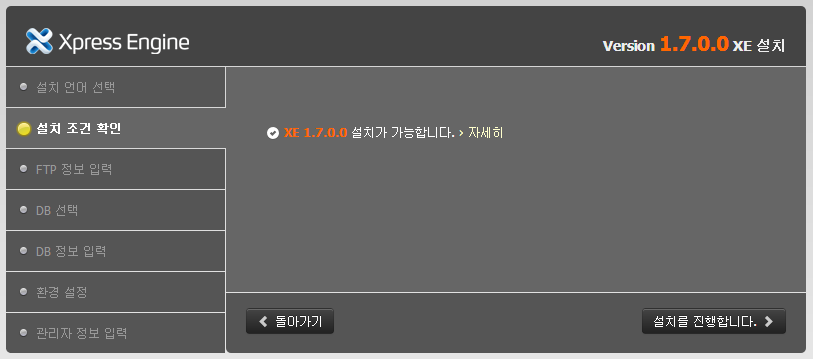 Xpress Engine
Version 1.7.0.0 XE 설치
설치 언어 선택
설치 조건 확인
FTP 정보 입력
DB 선택
DB 정보 입력
환경 설정
관리자 정보 입력
XE 1.7.0.0 설치가 가능합니다. › 자세히
돌아가기
설치를 진행합니다.